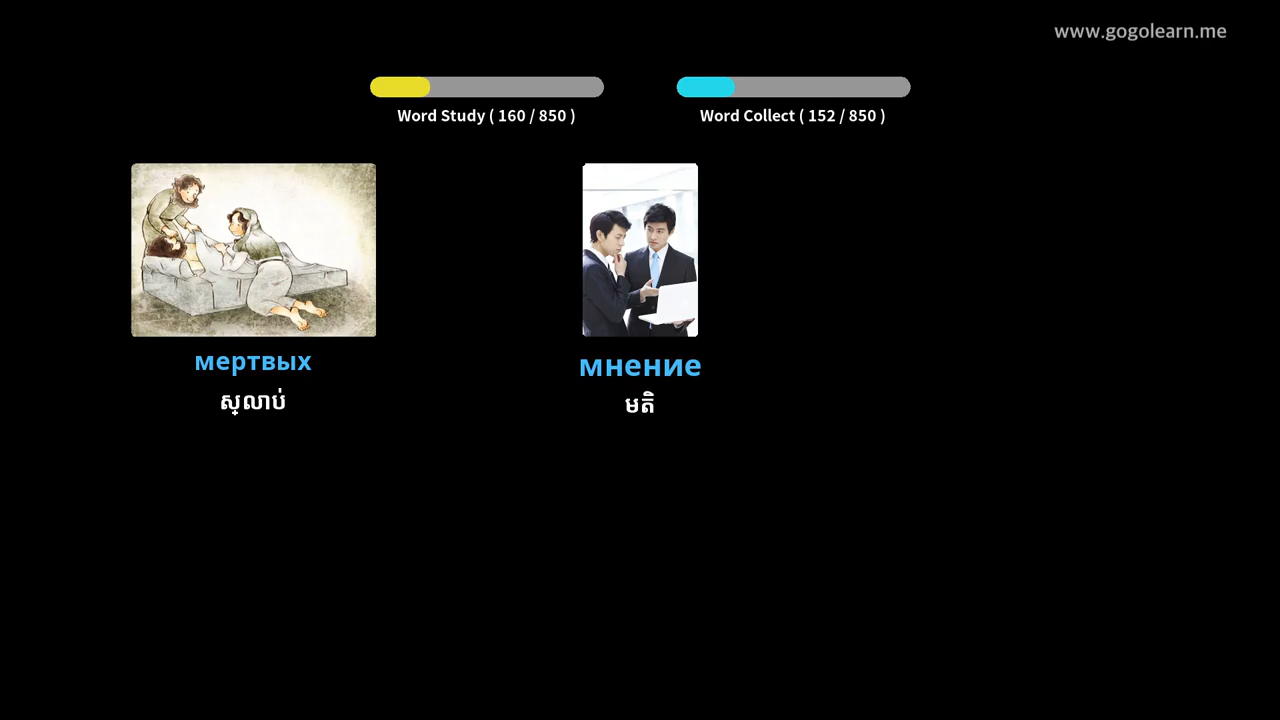 www.gogolearn.me
Word Study ( 160 / 850 )
Word Collect ( 152 / 850 )
мертвых
мнение
ស្លាប់
មតិ